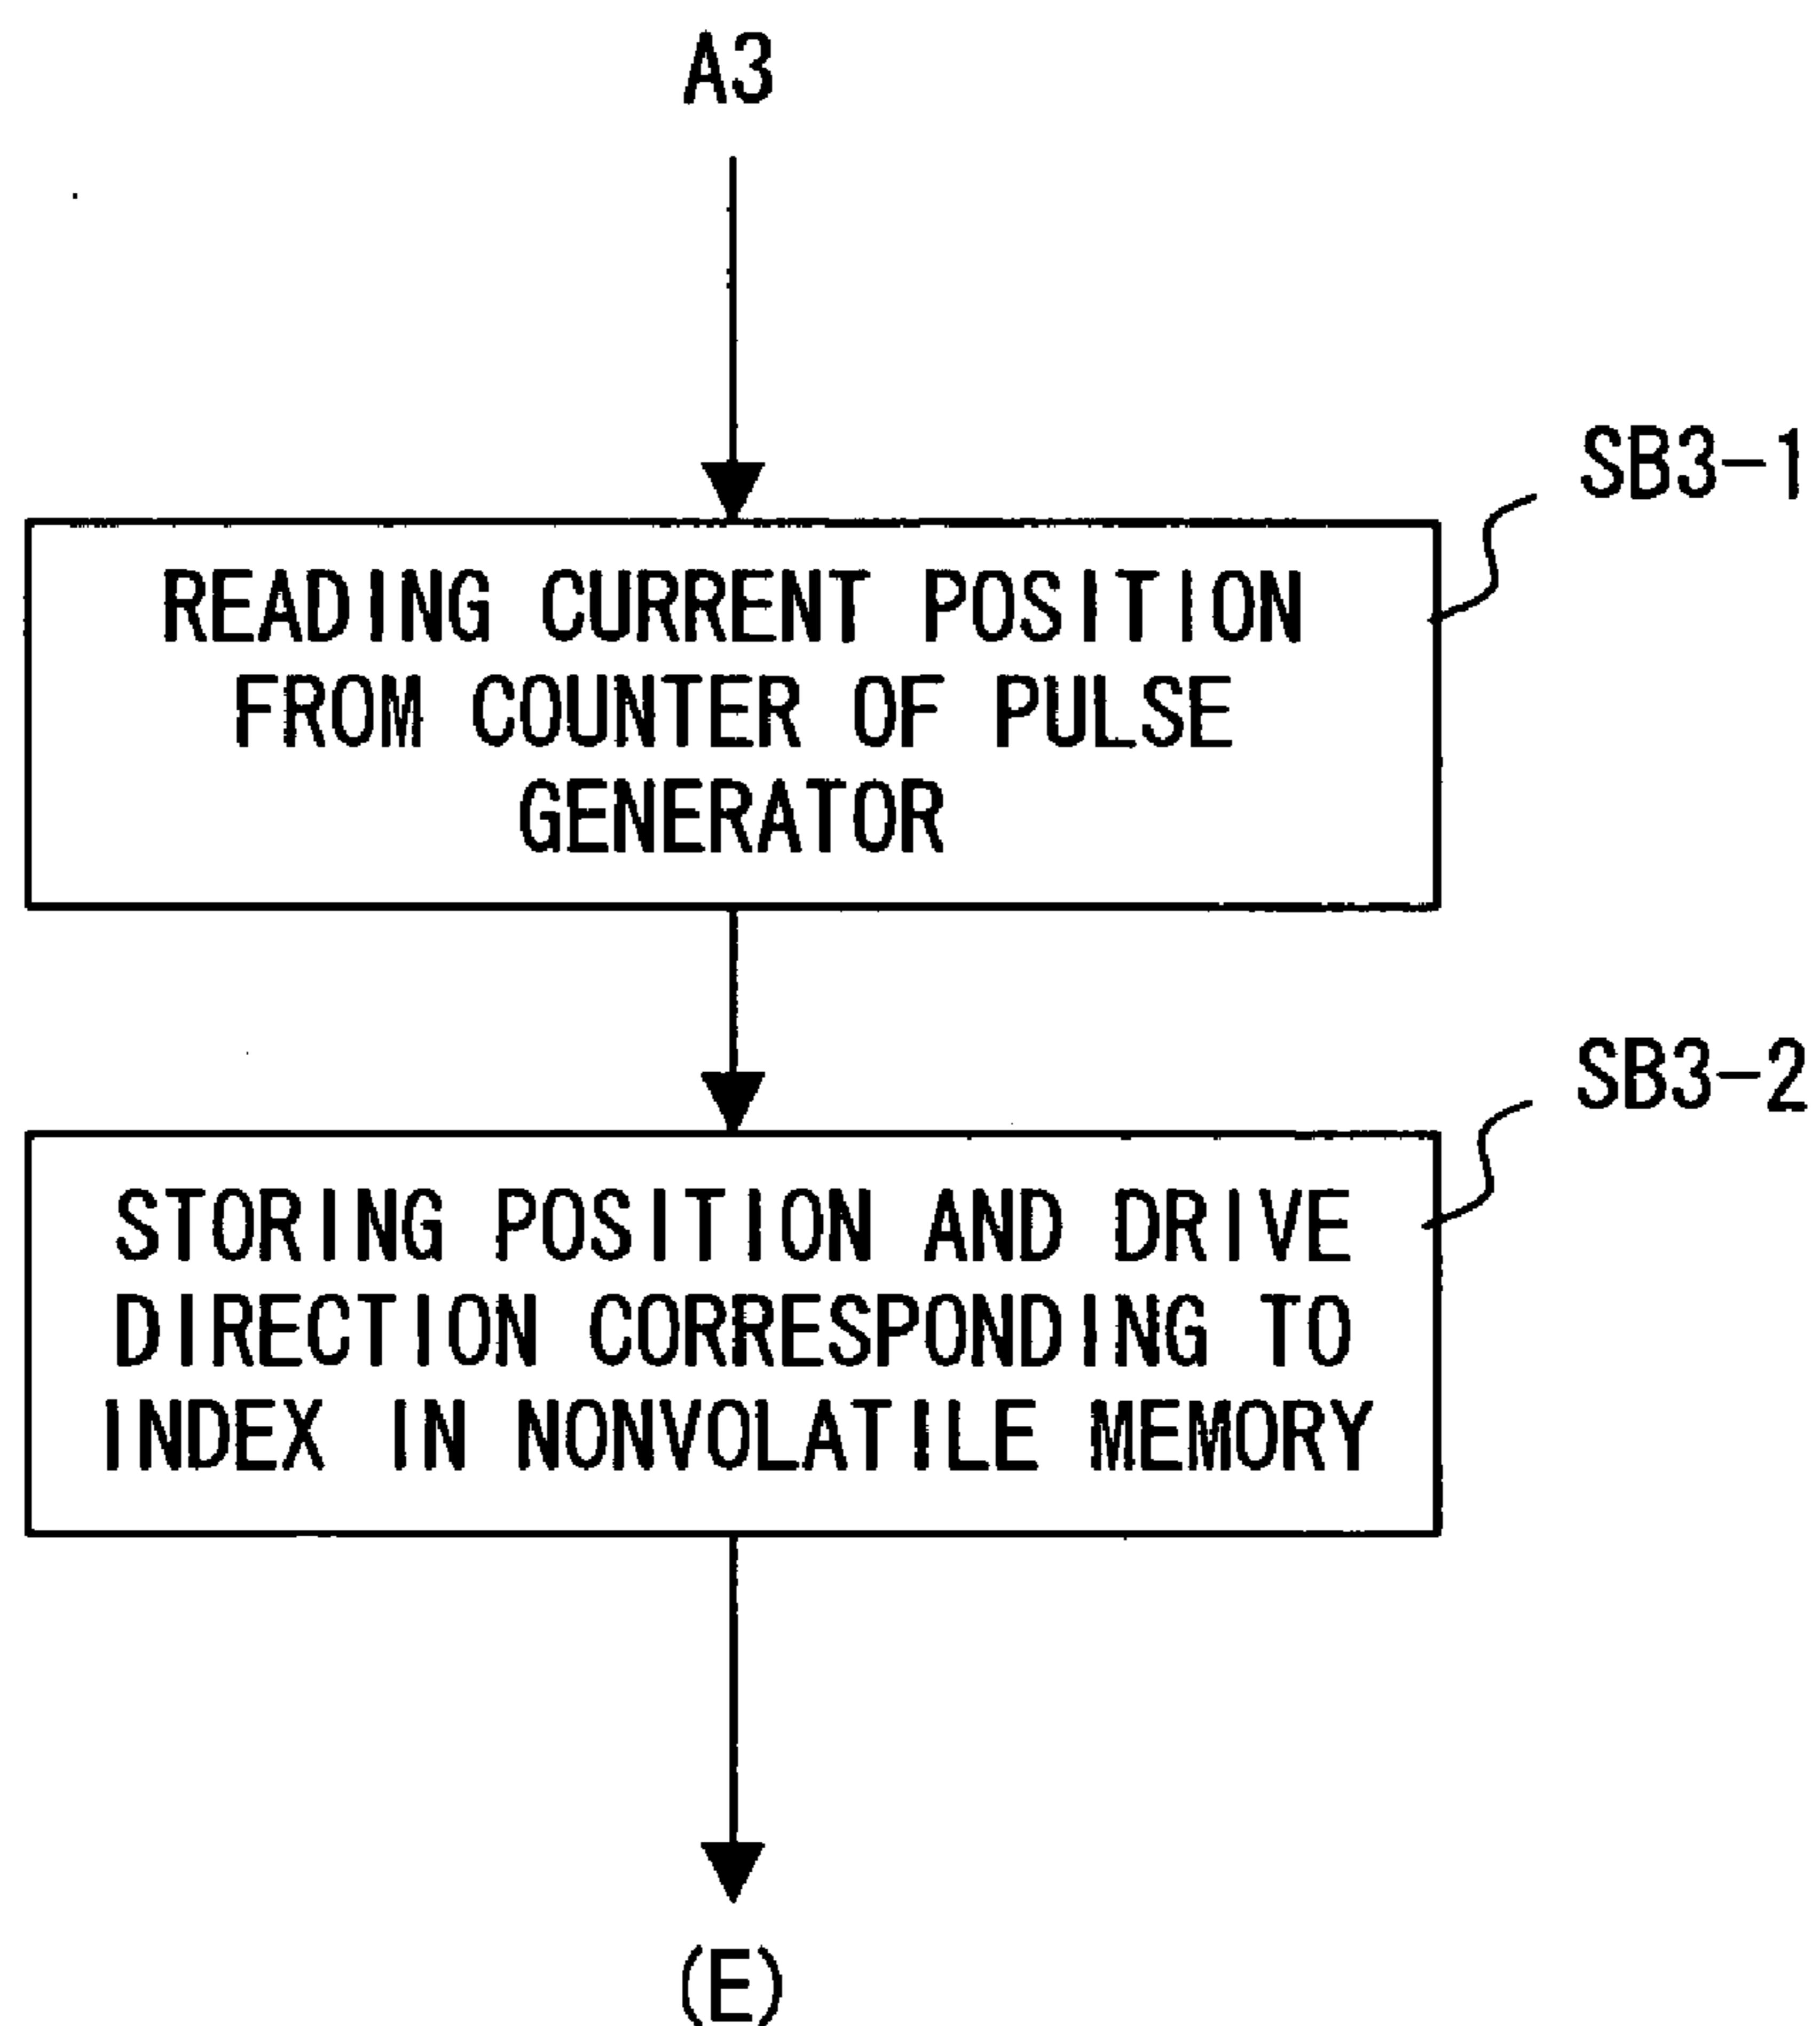 A3
SB3-1
READING CURRENT POSITION
FROM COUNTER OF PULSE
GENERATOR
SB3-2
STORING POSITION AND DRIVE
DIRECTION CORRESPONDING TO
INDEX IN NONVOLATILE MEMORY
(E)